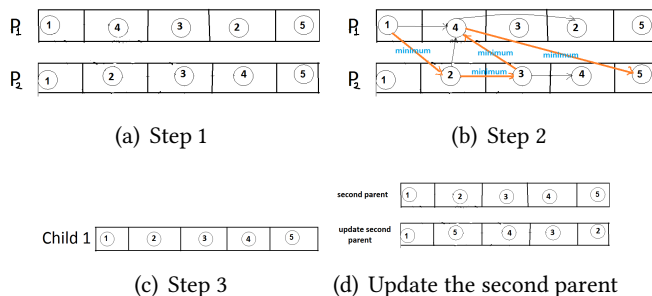 P1 1 4 3 2 5
P2 1 2 3 4 5
(a) Step 1
P1 1 4 3 2 5
minimum minimum minimum
minimum
P2 1 2 3 4 5
(b) Step 2
Child 1 1 2 3 4 5
(c) Step 3
second parent 1 2 3 4 5
update second
parent 1 5 4 3 2
(d) Update the second parent